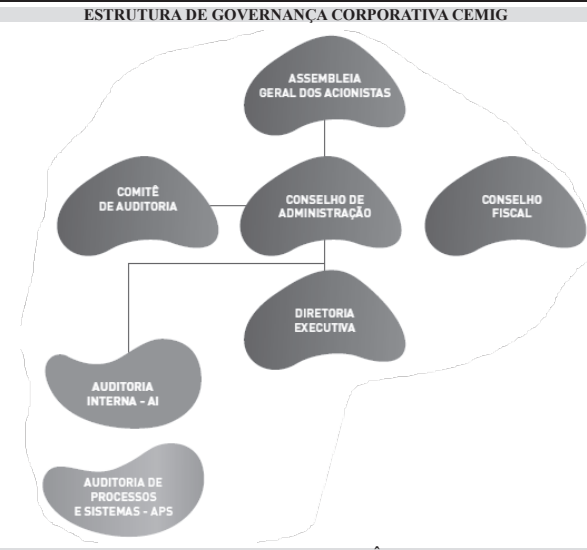 ESTRUTURA DE GOVERNANÇA CORPORATIVA CEMIG
ASSEMBLEIA
GERAL DOS ACIONISTAS
COMITÊ
DE AUDITORIA
CONSELHO DE
ADMINISTRAÇÃO
CONSELHO
FISCAL
DIRETORIA
EXECUTIVA
AUDITORIA
INTERNA - AI
AUDITORIA DE
PROCESSOS
E SISTEMAS - APS